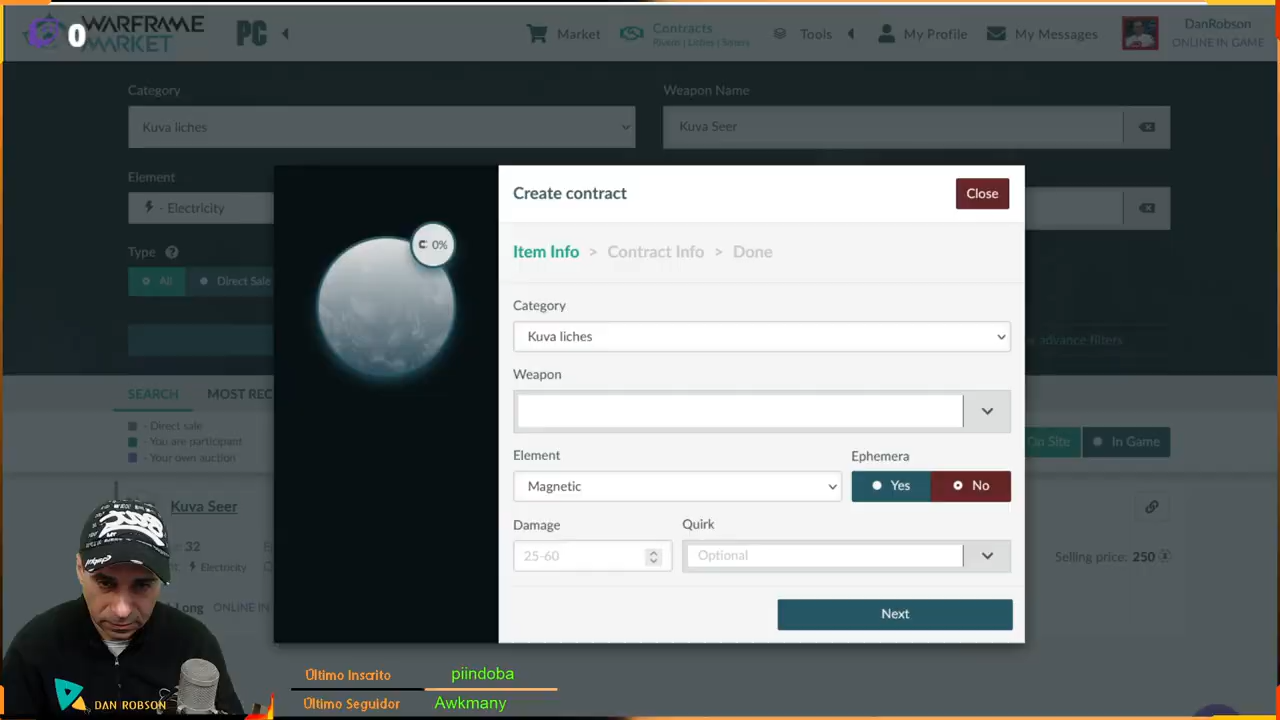 0
WARFRAME
MARKET
PC
Market
Contracts
Rivens | Liches | Sisters
Tools
My Profile
My Messages
DanRobson
ONLINE IN GAME
Category
Weapon Name
Kuva liches
Kuva Seer
Element
- Electricity
Type ?
All
Direct Sale
advance filters
SEARCH
MOST REC
- Direct sale
- You are participant
- Your own auction
On Site
In Game
Kuva Seer
= 32
Electricity
Long
ONLINE IN
Selling price: 250
0%
Create contract
Close
Item Info > Contract Info > Done
Category
Kuva liches
Weapon
Element
Ephemera
Magnetic
Yes
No
Damage
Quirk
25-60
Optional
Next
Último Inscrito
piindoba
Último Seguidor
Awkmany
DAN ROBSON